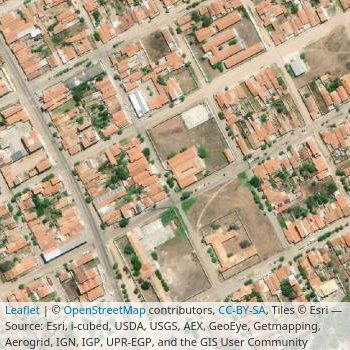 Leaflet | © OpenStreetMap contributors, CC-BY-SA, Tiles © Esri —
Source: Esri, i-cubed, USDA, USGS, AEX, GeoEye, Getmapping,
Aerogrid, IGN, IGP, UPR-EGP, and the GIS User Community